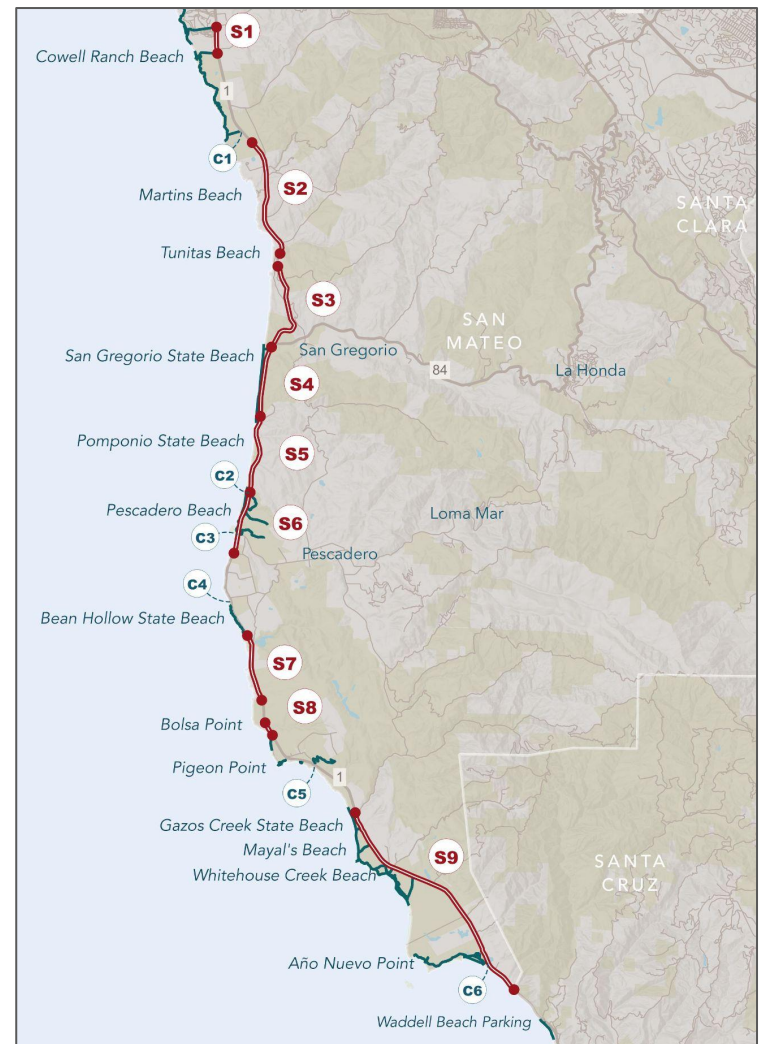 S1
Cowell Ranch Beach
1
C1
S2
Martins Beach
SANTA
CLARA
Tunitas Beach
S3
SAN
MATEO
San Gregorio State Beach
San Gregorio
84
La Honda
S4
Pomponio State Beach
S5
C2
Pescadero Beach
S6
Loma Mar
C3
Pescadero
C4
Bean Hollow State Beach
S7
S8
Bolsa Point
Pigeon Point
1
C5
Gazos Creek State Beach
Mayal's Beach
S9
Whitehouse Creek Beach
SANTA
CRUZ
Año Nuevo Point
C6
Waddell Beach Parking